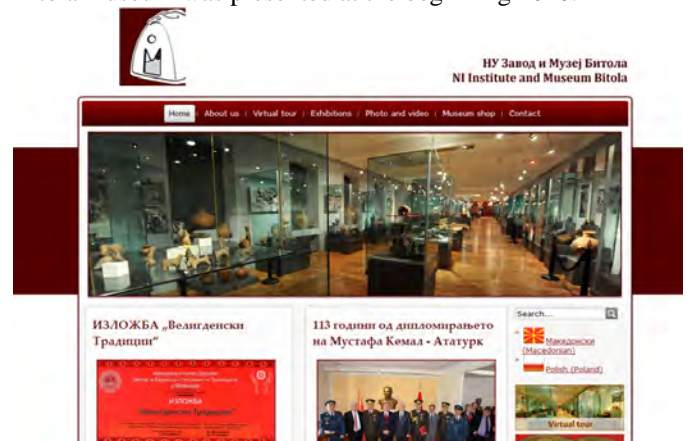 НУ Завод и Музеј Битола
NI Institute and Museum Bitola
Home
About us
Virtual tour
Exhibitions
Photo and video
Museum shop
Contact
ИЗЛОЖБА „Велигденски
Традиции“
113 години од дипломирањето
на Мустафа Кемал - Ататурк
Search....
Македонски
(Macedonian)
Polish (Poland)
ИЗЛОЖБА
Virtual tour